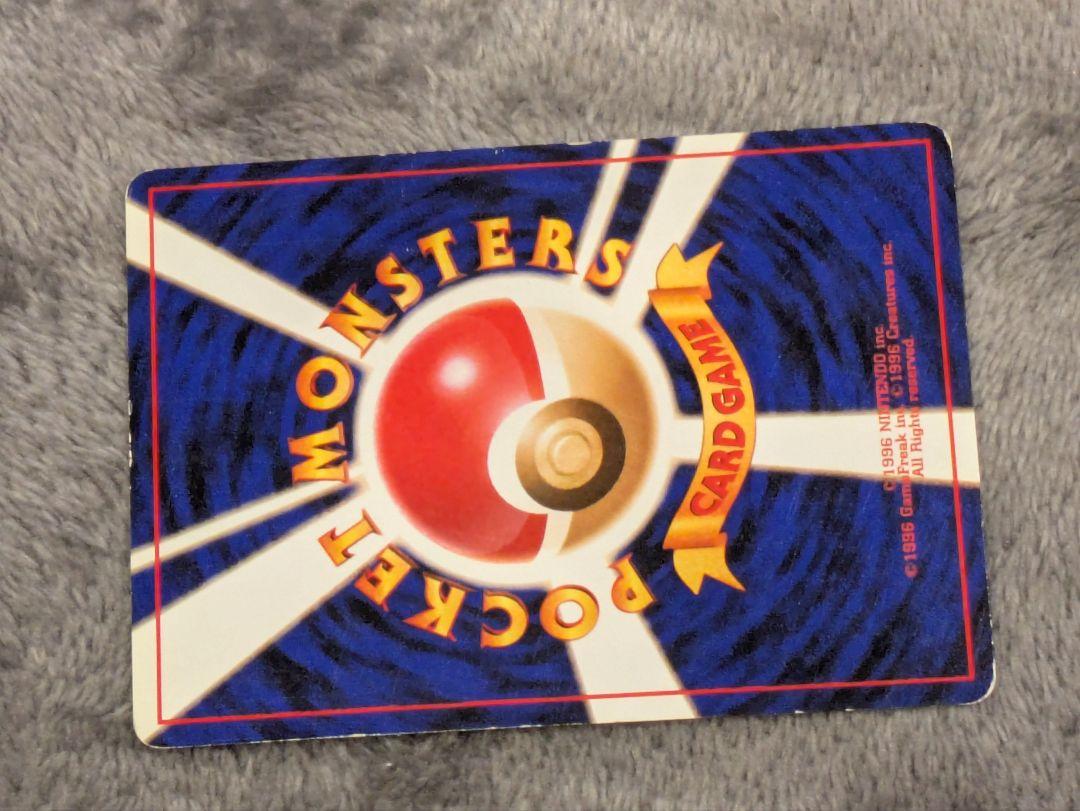 POCKET MONSTERS
CARD GAME
©1996 NINTENDO inc.
©1996 GameFreak inc. ©1996 Creatures inc.
All Rights reserved.